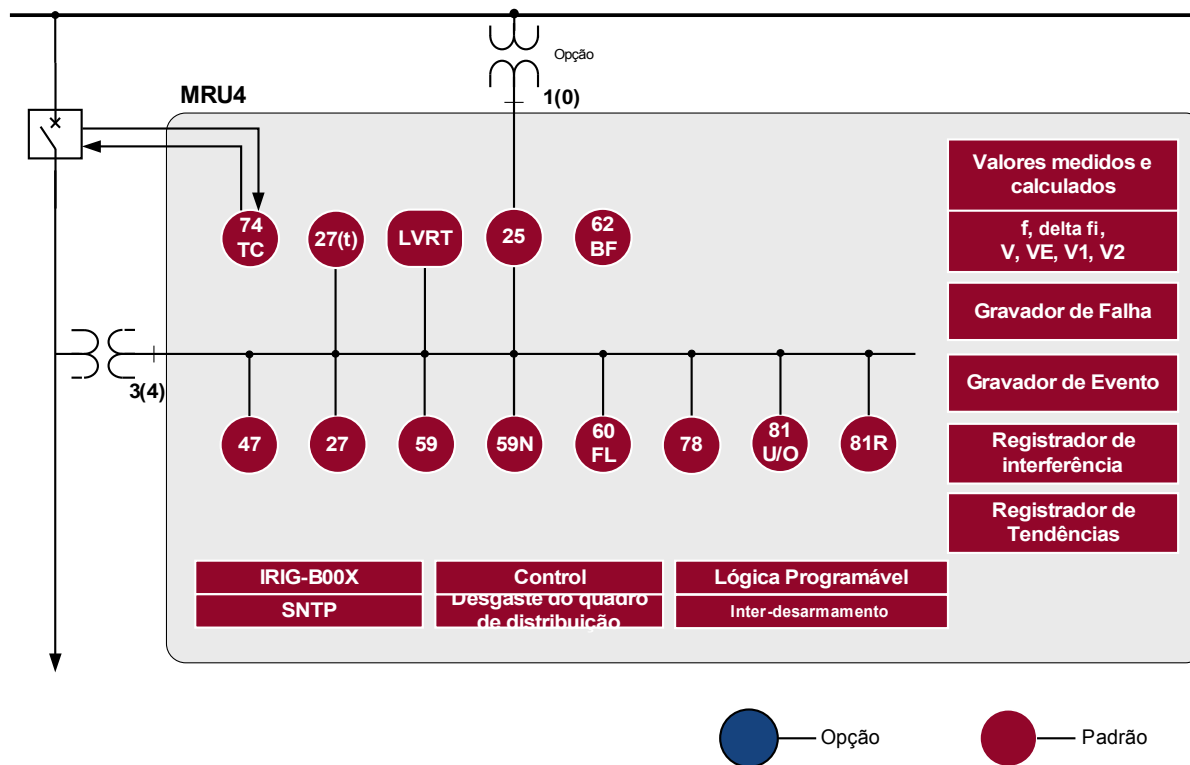 Opção
1(0)
MRU4
Valores medidos e
calculados
74
TC
27(t)
LVRT
25
62
BF
f, delta fi,
V, VE, V1, V2
Gravador de Falha
3(4)
Gravador de Evento
47
27
59
59N
60
FL
78
81
U/O
81R
Registrador de
interferência
Registrador de
Tendências
IRIG-B00X
Control
Lógica Programável
SNTP
Desgaste do quadro
de distribuição
Inter-desarmamento
Opção
Padrão